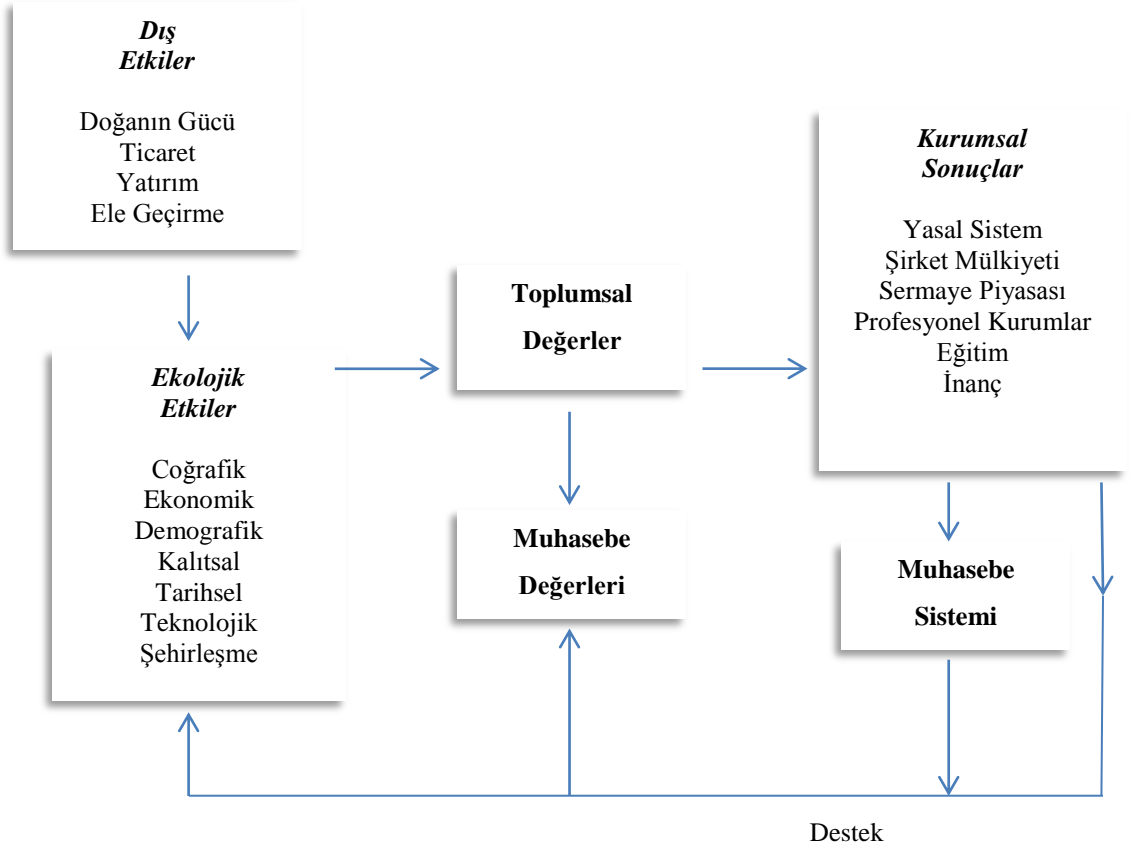 Dış
Etkiler
Doğanın Gücü
Ticaret
Yatırım
Ele Geçirme
Ekolojik
Etkiler
Coğrafik
Ekonomik
Demografik
Kalıtsal
Tarihsel
Teknolojik
Şehirleşme
Toplumsal
Değerler
Muhasebe
Değerleri
Kurumsal
Sonuçlar
Yasal Sistem
Şirket Mülkiyeti
Sermaye Piyasası
Profesyonel Kurumlar
Eğitim
İnanç
Muhasebe
Sistemi
Destek